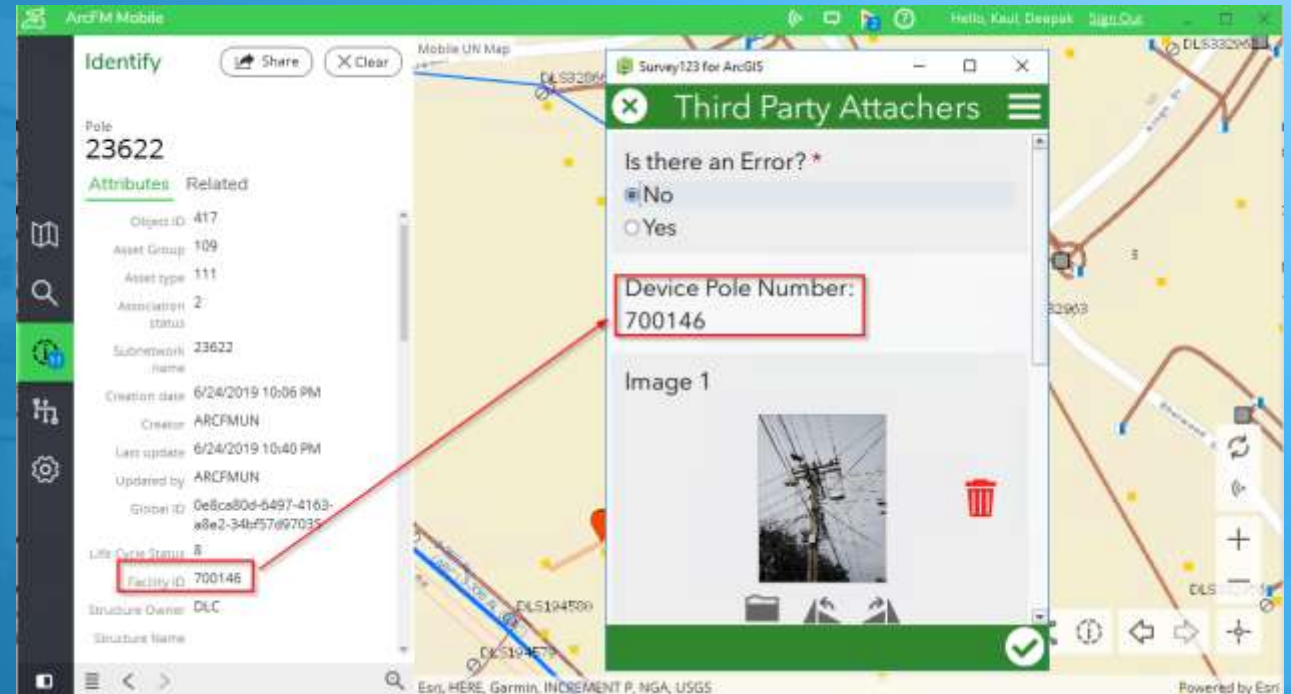 ArcFM Mobile
Hello, Kaul, Deepak Sign Out
Identify
Share
Clear
Pole
23622
Attributes Related
Object ID 417
Asset Group 109
Asset type 111
Association status 2
Subnetwork name 23622
Creation date 6/24/2019 10:06 PM
Creator ARCFMUN
Last update 6/24/2019 10:40 PM
Updated by ARCFMUN
Global ID 0e8ca80d-6497-4163-
a8e2-34bf57d97035
Life Cycle Status 8
Facility ID 700146
Structure Owner DLC
Structure Name
Mobile UN Map
Survey123 for ArcGIS
Third Party Attachers
Is there an Error? *
No
Yes
Device Pole Number:
700146
Image 1
DLS194580
DLS194579
32963
Esri, HERE, Garmin, INCREMENT P, NGA, USGS
Powered by Esri